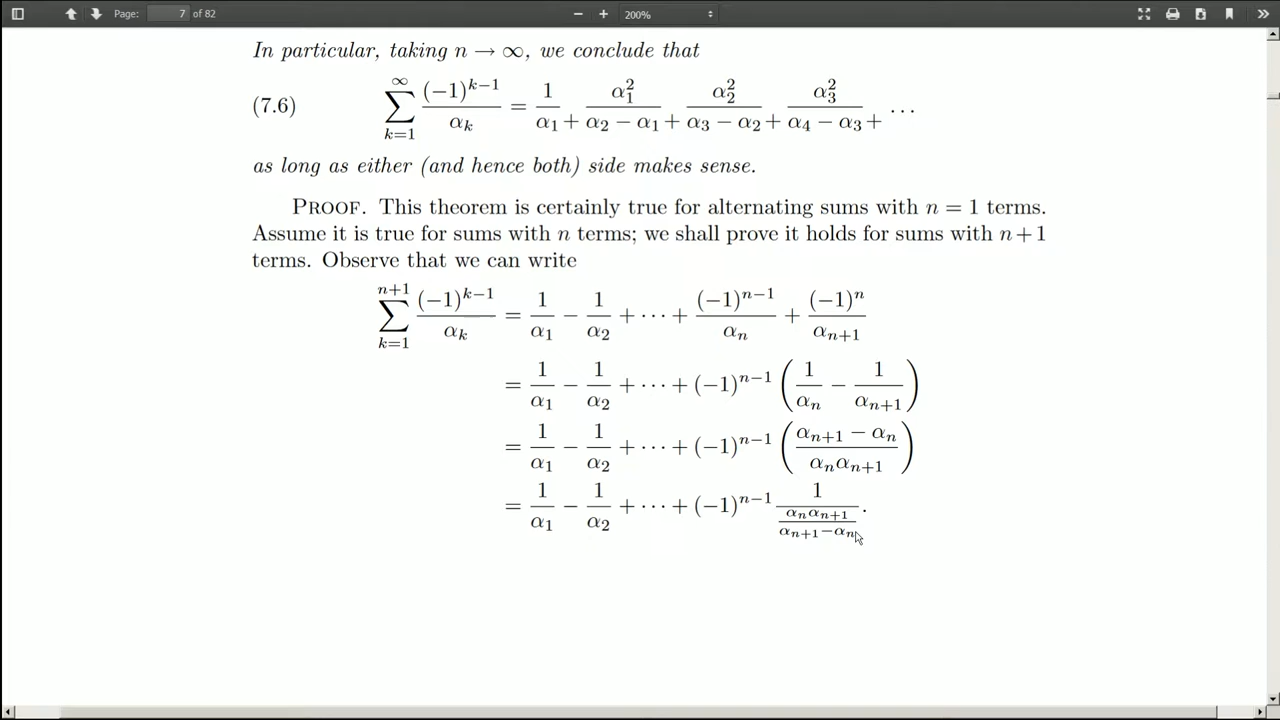 Page: 7 of 82 200%
In particular, taking n → ∞, we conclude that
(7.6) ∑_{k=1}^{∞} (−1)^{k−1}/α_k = 1/α_1 + α_1^2/(α_2 − α_1) + α_2^2/(α_3 − α_2) + α_3^2/(α_4 − α_3) + ⋯
as long as either (and hence both) side makes sense.
PROOF. This theorem is certainly true for alternating sums with n = 1 terms.
Assume it is true for sums with n terms; we shall prove it holds for sums with n + 1
terms. Observe that we can write
∑_{k=1}^{n+1} (−1)^{k−1}/α_k = 1/α_1 − 1/α_2 + ⋯ + (−1)^{n−1}/α_n + (−1)^n/α_{n+1}
= 1/α_1 − 1/α_2 + ⋯ + (−1)^{n−1} (1/α_n − 1/α_{n+1})
= 1/α_1 − 1/α_2 + ⋯ + (−1)^{n−1} ((α_{n+1} − α_n)/(α_n α_{n+1}))
= 1/α_1 − 1/α_2 + ⋯ + (−1)^{n−1} 1/((α_n α_{n+1})/(α_{n+1} − α_n)).